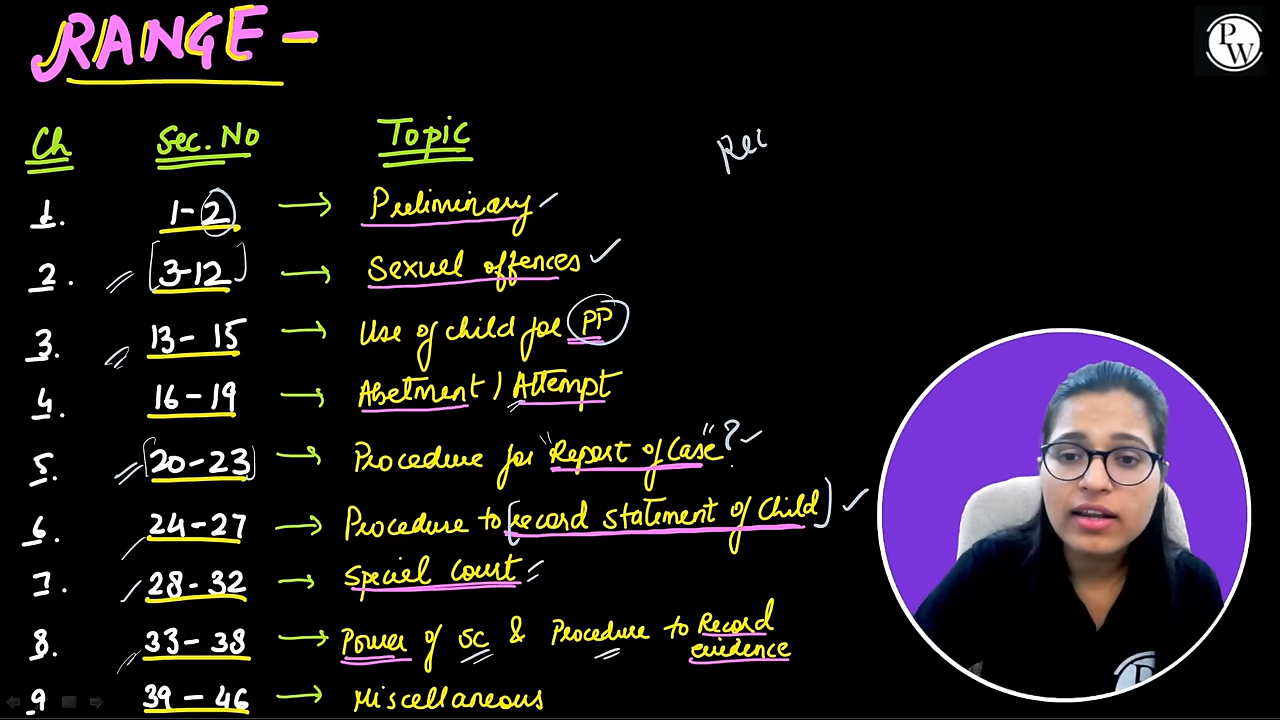 RANGE -
PW
Ch Sec. No Topic
Rec
1. 1-2 → Preliminary
2. 3-12 → Sexual offences
3. 13-15 → Use of child for PP
4. 16-19 → Abetment / Attempt
5. 20-23 → Procedure for "Report of Case"?
6. 24-27 → Procedure to [record statement of Child]
7. 28-32 → Special Court
8. 33-38 → Power of SC & Procedure to Record
evidence
9 39-46 → Miscellaneous